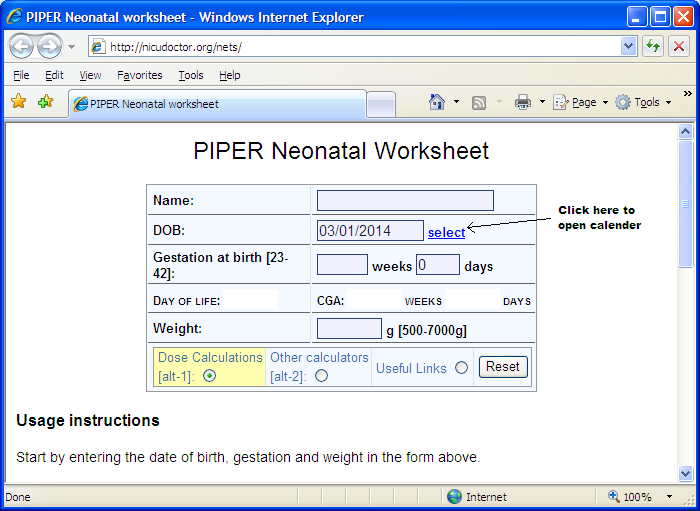 PIPER Neonatal worksheet - Windows Internet Explorer
http://nicudoctor.org/nets/
File Edit View Favorites Tools Help
PIPER Neonatal worksheet
Page Tools »
PIPER Neonatal Worksheet
Name:
DOB: 03/01/2014 select
Click here to
open calender
Gestation at birth [23-
42]: weeks 0 days
DAY OF LIFE: CGA: WEEKS DAYS
Weight: g [500-7000g]
Dose Calculations Other calculators
[alt-1]: [alt-2]: Useful Links Reset
Usage instructions
Start by entering the date of birth, gestation and weight in the form above.
Done Internet 100%